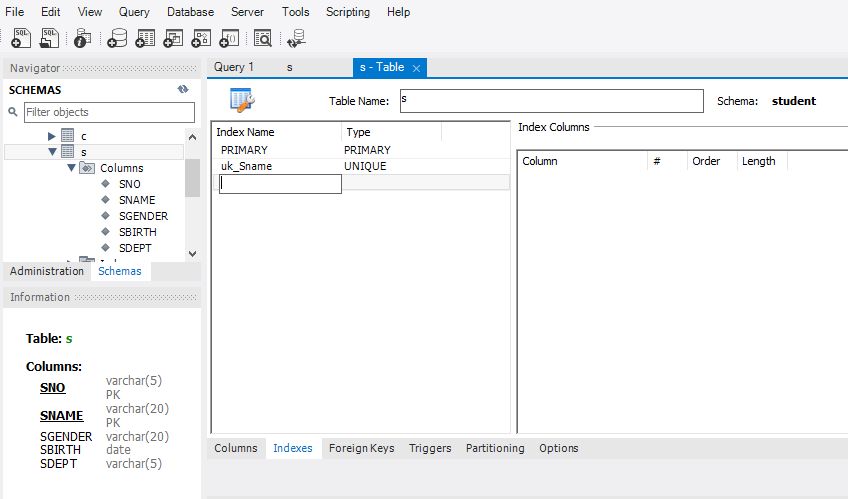 File Edit View Query Database Server Tools Scripting Help
SQL SQL
Navigator
Query 1 s s - Table
SCHEMAS
Filter objects
c
s
Columns
SNO
SNAME
SGENDER
SBIRTH
SDEPT
Administration Schemas
Information
Table: s
Columns:
SNO varchar(5)
PK
SNAME varchar(20)
PK
SGENDER varchar(20)
SBIRTH date
SDEPT varchar(5)
Table Name: s Schema: student
Index Name Type
PRIMARY PRIMARY
uk_Sname UNIQUE
Index Columns
Column # Order Length
Columns Indexes Foreign Keys Triggers Partitioning Options